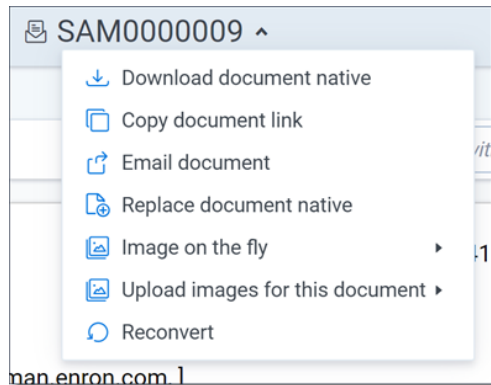 SAM0000009
Download document native
Copy document link
Email document
Replace document native
Image on the fly
Upload images for this document
Reconvert
man.enron.com, ]